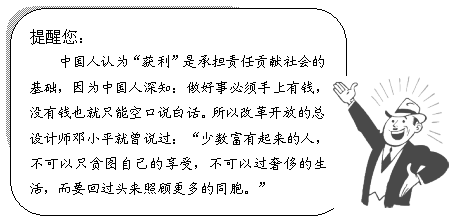 提醒您：
中国人认为“获利”是承担责任贡献社会的
基础，因为中国人深知：做好事必须手上有钱，
没有钱也就只能空口说白话。所以改革开放的总
设计师邓小平就曾说过：“少数富有起来的人，
不可以只贪图自己的享受，不可以过奢侈的生
活，而要回过头来照顾更多的同胞。”